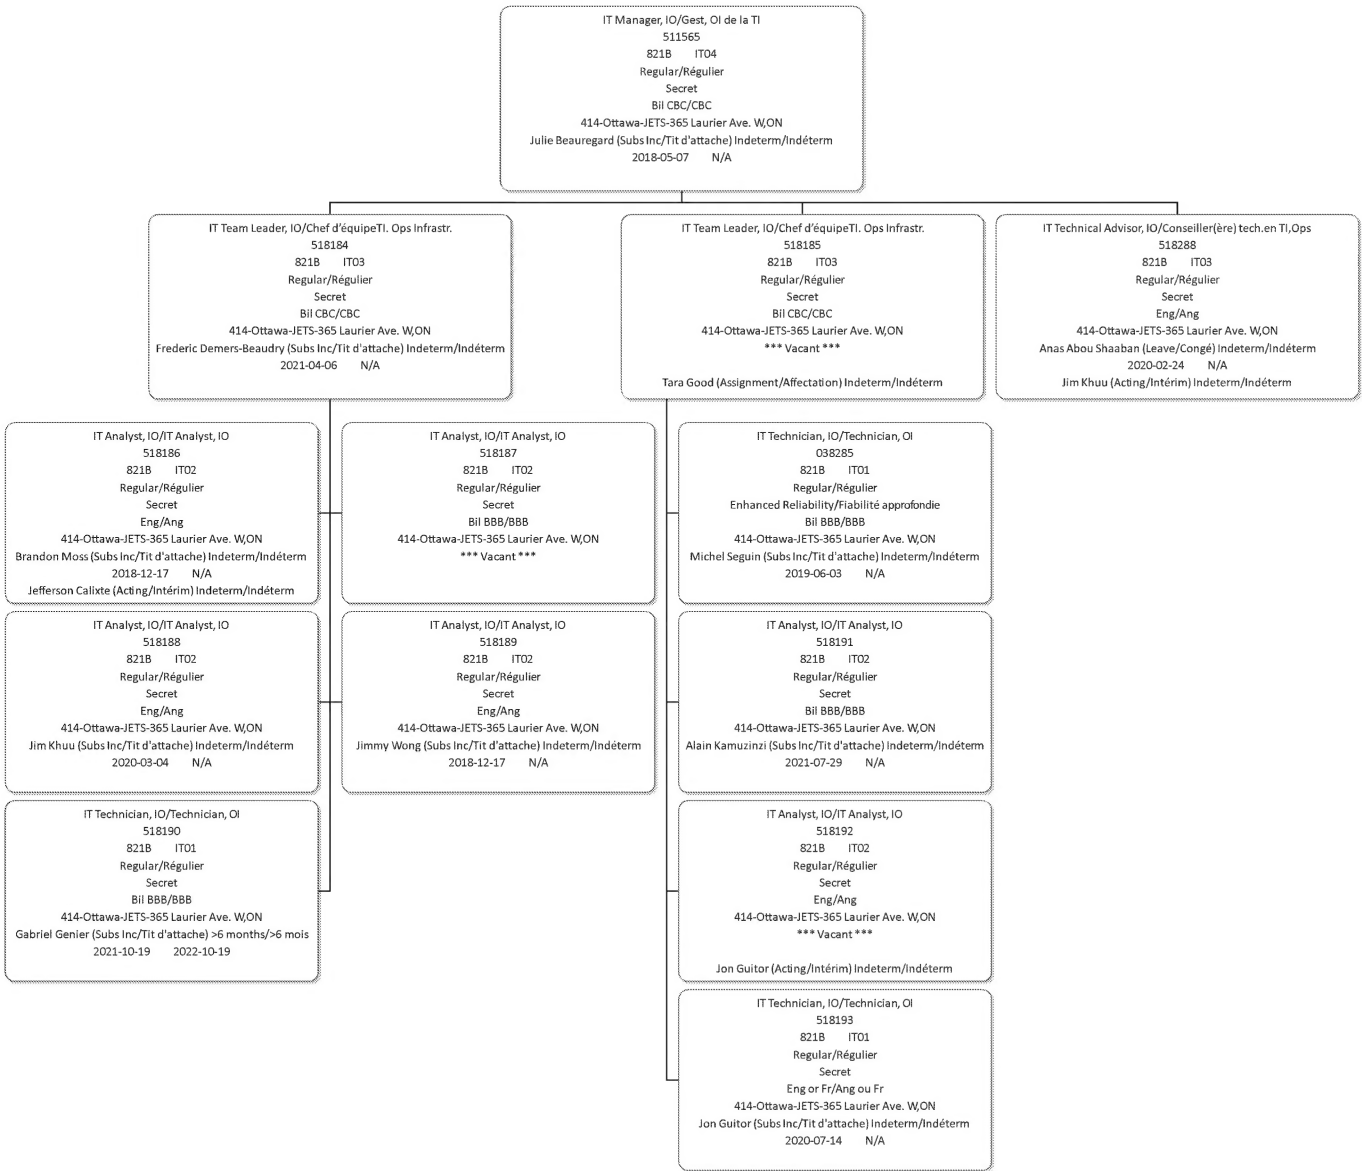 IT Manager, IO/Gest, OI de la TI
511565
821B IT04
Regular/Régulier
Secret
Bil CBC/CBC
414-Ottawa-JETS-365 Laurier Ave. W,ON
Julie Beauregard (Subs Inc/Tit d'attache) Indeterm/Indéterm
2018-05-07 N/A
IT Team Leader, IO/Chef d'équipeTI. Ops Infrastr.
518184
821B IT03
Regular/Régulier
Secret
Bil CBC/CBC
414-Ottawa-JETS-365 Laurier Ave. W,ON
Frederic Demers-Beaudry (Subs Inc/Tit d'attache) Indeterm/Indéterm
2021-04-06 N/A
IT Team Leader, IO/Chef d'équipeTI. Ops Infrastr.
518185
821B IT03
Regular/Régulier
Secret
Bil CBC/CBC
414-Ottawa-JETS-365 Laurier Ave. W,ON
*** Vacant ***
Tara Good (Assignment/Affectation) Indeterm/Indéterm
IT Technical Advisor, IO/Conseiller(ère) tech.en TI,Ops
518288
821B IT03
Regular/Régulier
Secret
Eng/Ang
414-Ottawa-JETS-365 Laurier Ave. W,ON
Anas Abou Shaaban (Leave/Congé) Indeterm/Indéterm
2020-02-24 N/A
Jim Khuu (Acting/Intérim) Indeterm/Indéterm
IT Analyst, IO/IT Analyst, IO
518186
821B IT02
Regular/Régulier
Secret
Eng/Ang
414-Ottawa-JETS-365 Laurier Ave. W,ON
Brandon Moss (Subs Inc/Tit d'attache) Indeterm/Indéterm
2018-12-17 N/A
Jefferson Calixte (Acting/Intérim) Indeterm/Indéterm
IT Analyst, IO/IT Analyst, IO
518187
821B IT02
Regular/Régulier
Secret
Bil BBB/BBB
414-Ottawa-JETS-365 Laurier Ave. W,ON
*** Vacant ***
IT Technician, IO/Technician, OI
038285
821B IT01
Regular/Régulier
Enhanced Reliability/Fiabilité approfondie
Bil BBB/BBB
414-Ottawa-JETS-365 Laurier Ave. W,ON
Michel Seguin (Subs Inc/Tit d'attache) Indeterm/Indéterm
2019-06-03 N/A
IT Analyst, IO/IT Analyst, IO
518188
821B IT02
Regular/Régulier
Secret
Eng/Ang
414-Ottawa-JETS-365 Laurier Ave. W,ON
Jim Khuu (Subs Inc/Tit d'attache) Indeterm/Indéterm
2020-03-04 N/A
IT Analyst, IO/IT Analyst, IO
518189
821B IT02
Regular/Régulier
Secret
Eng/Ang
414-Ottawa-JETS-365 Laurier Ave. W,ON
Jimmy Wong (Subs Inc/Tit d'attache) Indeterm/Indéterm
2018-12-17 N/A
IT Analyst, IO/IT Analyst, IO
518191
821B IT02
Regular/Régulier
Secret
Bil BBB/BBB
414-Ottawa-JETS-365 Laurier Ave. W,ON
Alain Kamuzinzi (Subs Inc/Tit d'attache) Indeterm/Indéterm
2021-07-29 N/A
IT Technician, IO/Technician, OI
518190
821B IT01
Regular/Régulier
Secret
Bil BBB/BBB
414-Ottawa-JETS-365 Laurier Ave. W,ON
Gabriel Genier (Subs Inc/Tit d'attache) >6 months/>6 mois
2021-10-19 2022-10-19
IT Analyst, IO/IT Analyst, IO
518192
821B IT02
Regular/Régulier
Secret
Eng/Ang
414-Ottawa-JETS-365 Laurier Ave. W,ON
*** Vacant ***
Jon Guitor (Acting/Intérim) Indeterm/Indéterm
IT Technician, IO/Technician, OI
518193
821B IT01
Regular/Régulier
Secret
Eng or Fr/Ang ou Fr
414-Ottawa-JETS-365 Laurier Ave. W,ON
Jon Guitor (Subs Inc/Tit d'attache) Indeterm/Indéterm
2020-07-14 N/A